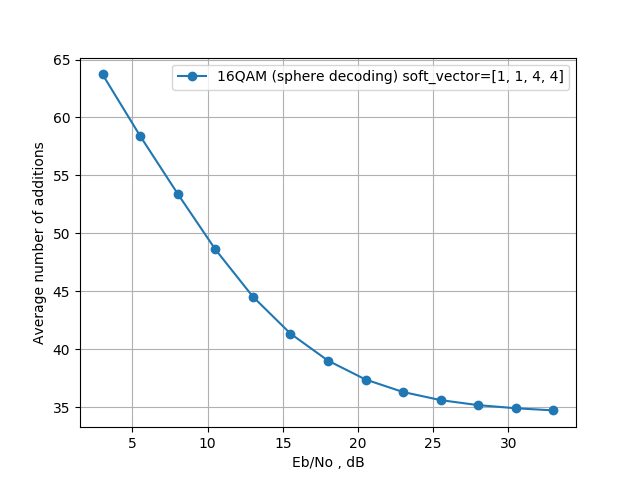 16QAM (sphere decoding) soft_vector=[1, 1, 4, 4]
Average number of additions
65
60
55
50
45
40
35
5 10 15 20 25 30
Eb/No , dB